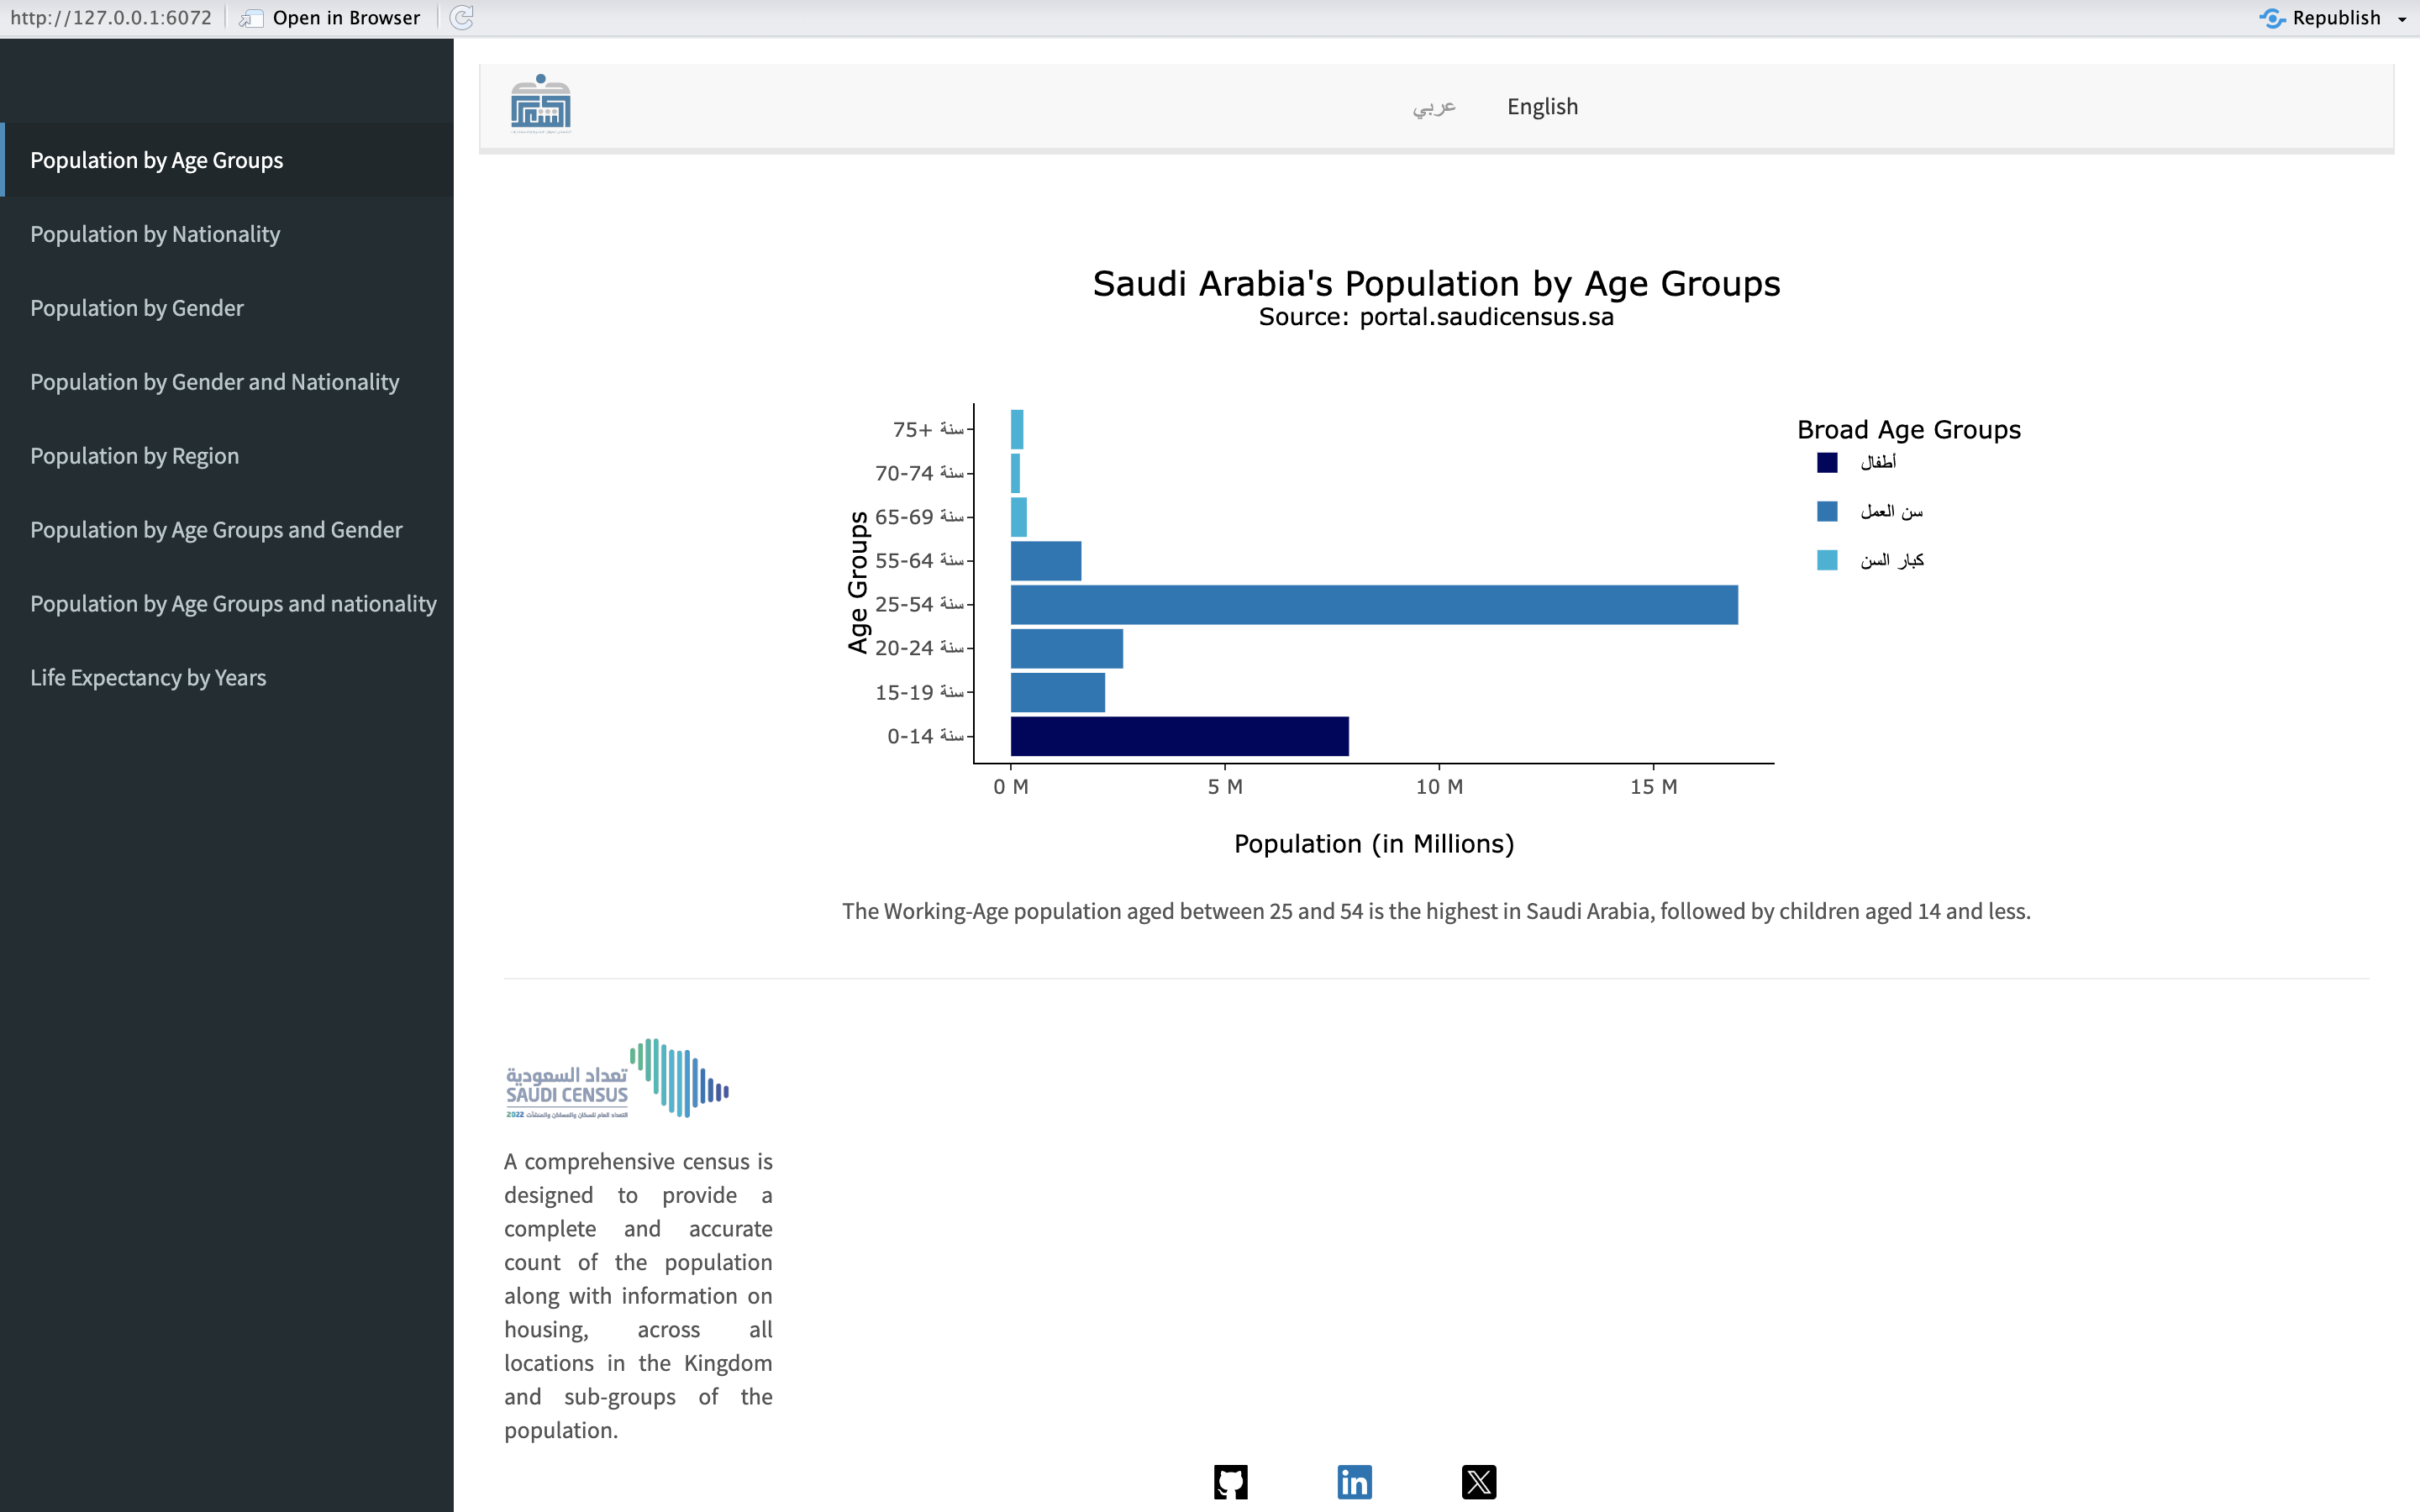 http://127.0.0.1:6072
Open in Browser
Republish
Population by Age Groups
Population by Nationality
Population by Gender
Population by Gender and Nationality
Population by Region
Population by Age Groups and Gender
Population by Age Groups and nationality
Life Expectancy by Years
عربي
English
Saudi Arabia's Population by Age Groups
Source: portal.saudicensus.sa
Age Groups
75+ سنة
70-74 سنة
65-69 سنة
55-64 سنة
25-54 سنة
20-24 سنة
15-19 سنة
0-14 سنة
0 M
5 M
10 M
15 M
Population (in Millions)
Broad Age Groups
أطفال
سن العمل
كبار السن
The Working-Age population aged between 25 and 54 is the highest in Saudi Arabia, followed by children aged 14 and less.
تعداد السعودية
SAUDI CENSUS
التعداد العام للسكان والمساكن والمنشآت 2022
A comprehensive census is
designed to provide a
complete and accurate
count of the population
along with information on
housing, across all
locations in the Kingdom
and sub-groups of the
population.
in